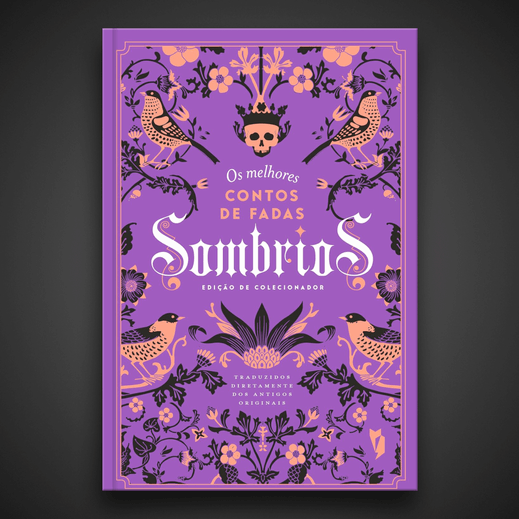 Os melhores
CONTOS
DE FADAS
Sombrios
EDIÇÃO DE COLECIONADOR
TRADUZIDOS
DIRETAMENTE
DOS ANTIGOS
ORIGINAIS